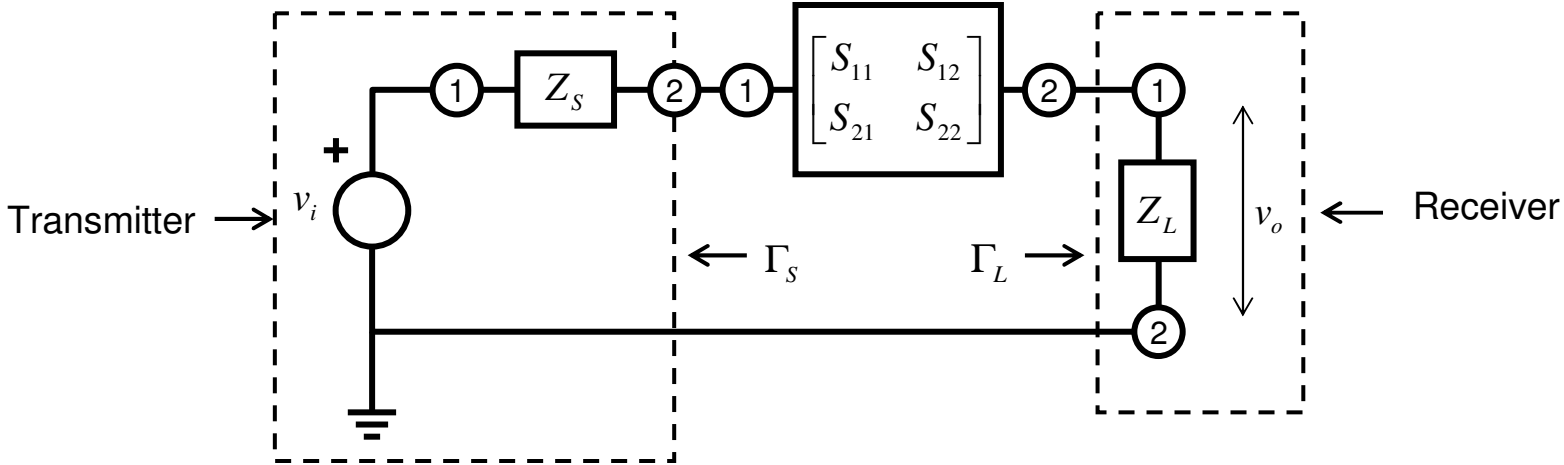 1 Z_S 2 1 [S_11 S_12 S_21 S_22] 2 1
+
Transmitter v_i Γ_S Γ_L Z_L v_o Receiver
2